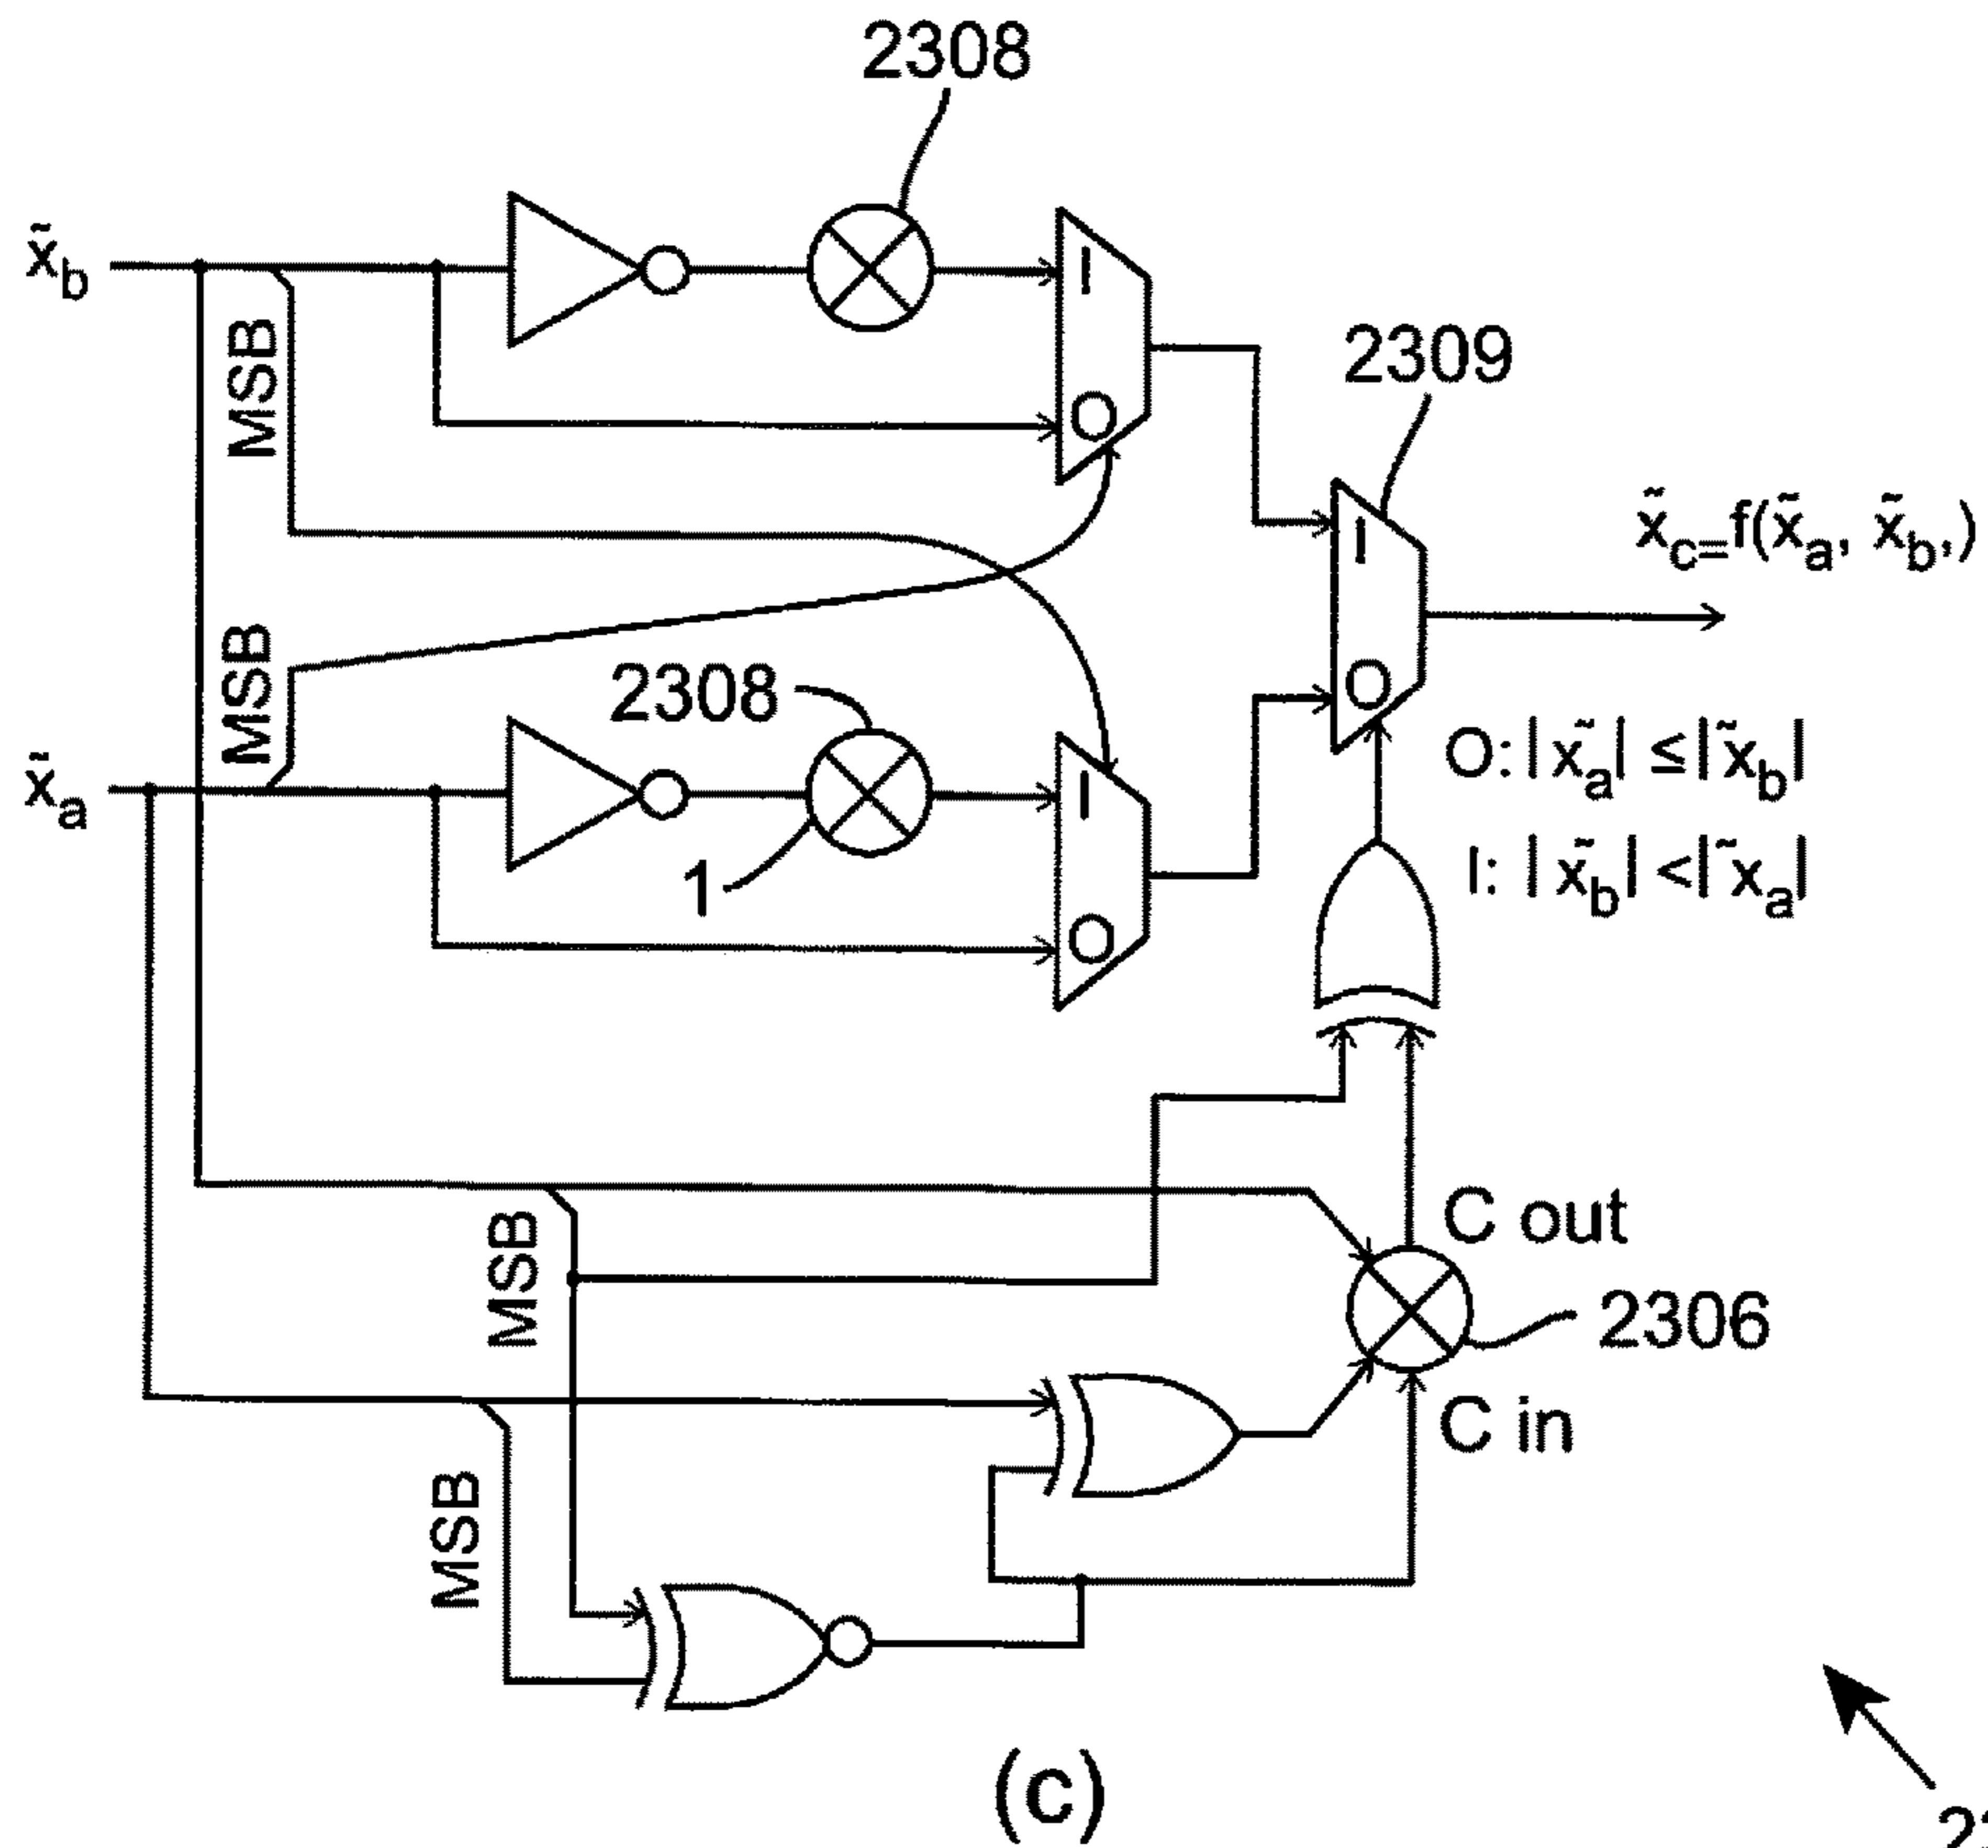 2308
x̃b
MSB
I
O
2309
I
O
x̃c=f(x̃a, x̃b,)
MSB
2308
x̃a
1
I
O
O: |x̃a| ≤ |x̃b|
I: |x̃b| < |x̃a|
MSB
C out
2306
C in
MSB
(c)